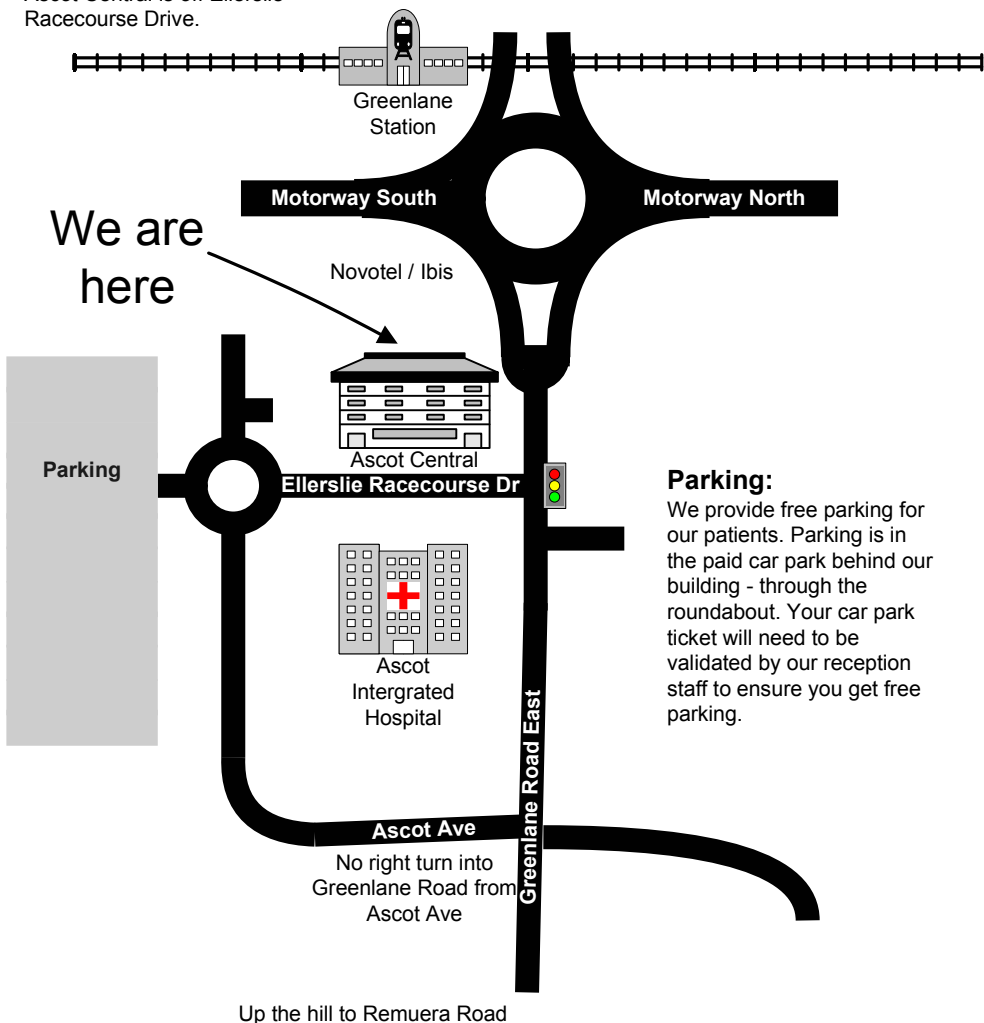 Racecourse Drive.
Greenlane
Station
Motorway South
Motorway North
We are
here
Novotel / Ibis
Parking
Ascot Central
Ellerslie Racecourse Dr
Parking:
We provide free parking for
our patients. Parking is in
the paid car park behind our
building - through the
roundabout. Your car park
ticket will need to be
validated by our reception
staff to ensure you get free
parking.
Ascot
Intergrated
Hospital
Greenlane Road East
Ascot Ave
No right turn into
Greenlane Road from
Ascot Ave
Up the hill to Remuera Road